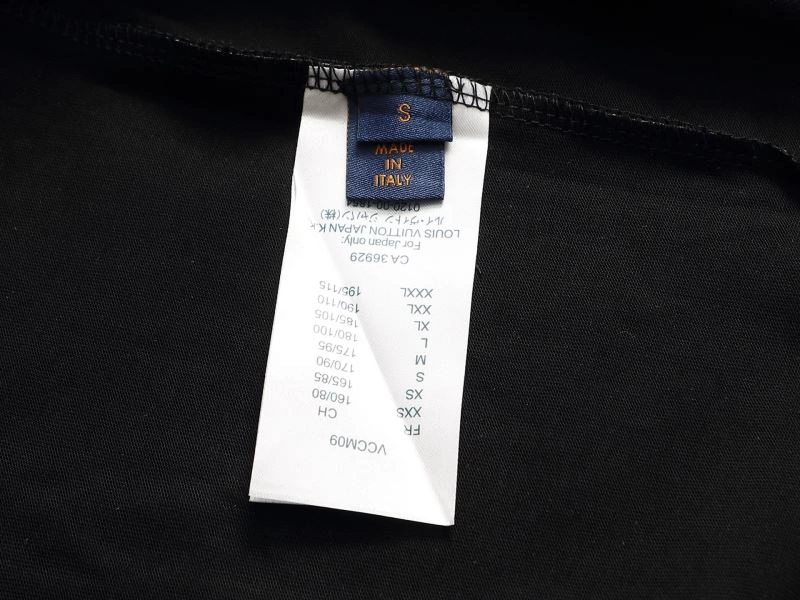 S
MADE
IN
ITALY
VCCM09
FR CH
XXS 160/80
XS 165/85
S 170/90
M 175/95
L 180/100
XL 185/105
XXL 190/110
XXXL 195/115
CA 36929
For Japan only:
LOUIS VUITTON JAPAN K.K
ルイ・ヴィトン ジャパン(株)
0120-00-1854